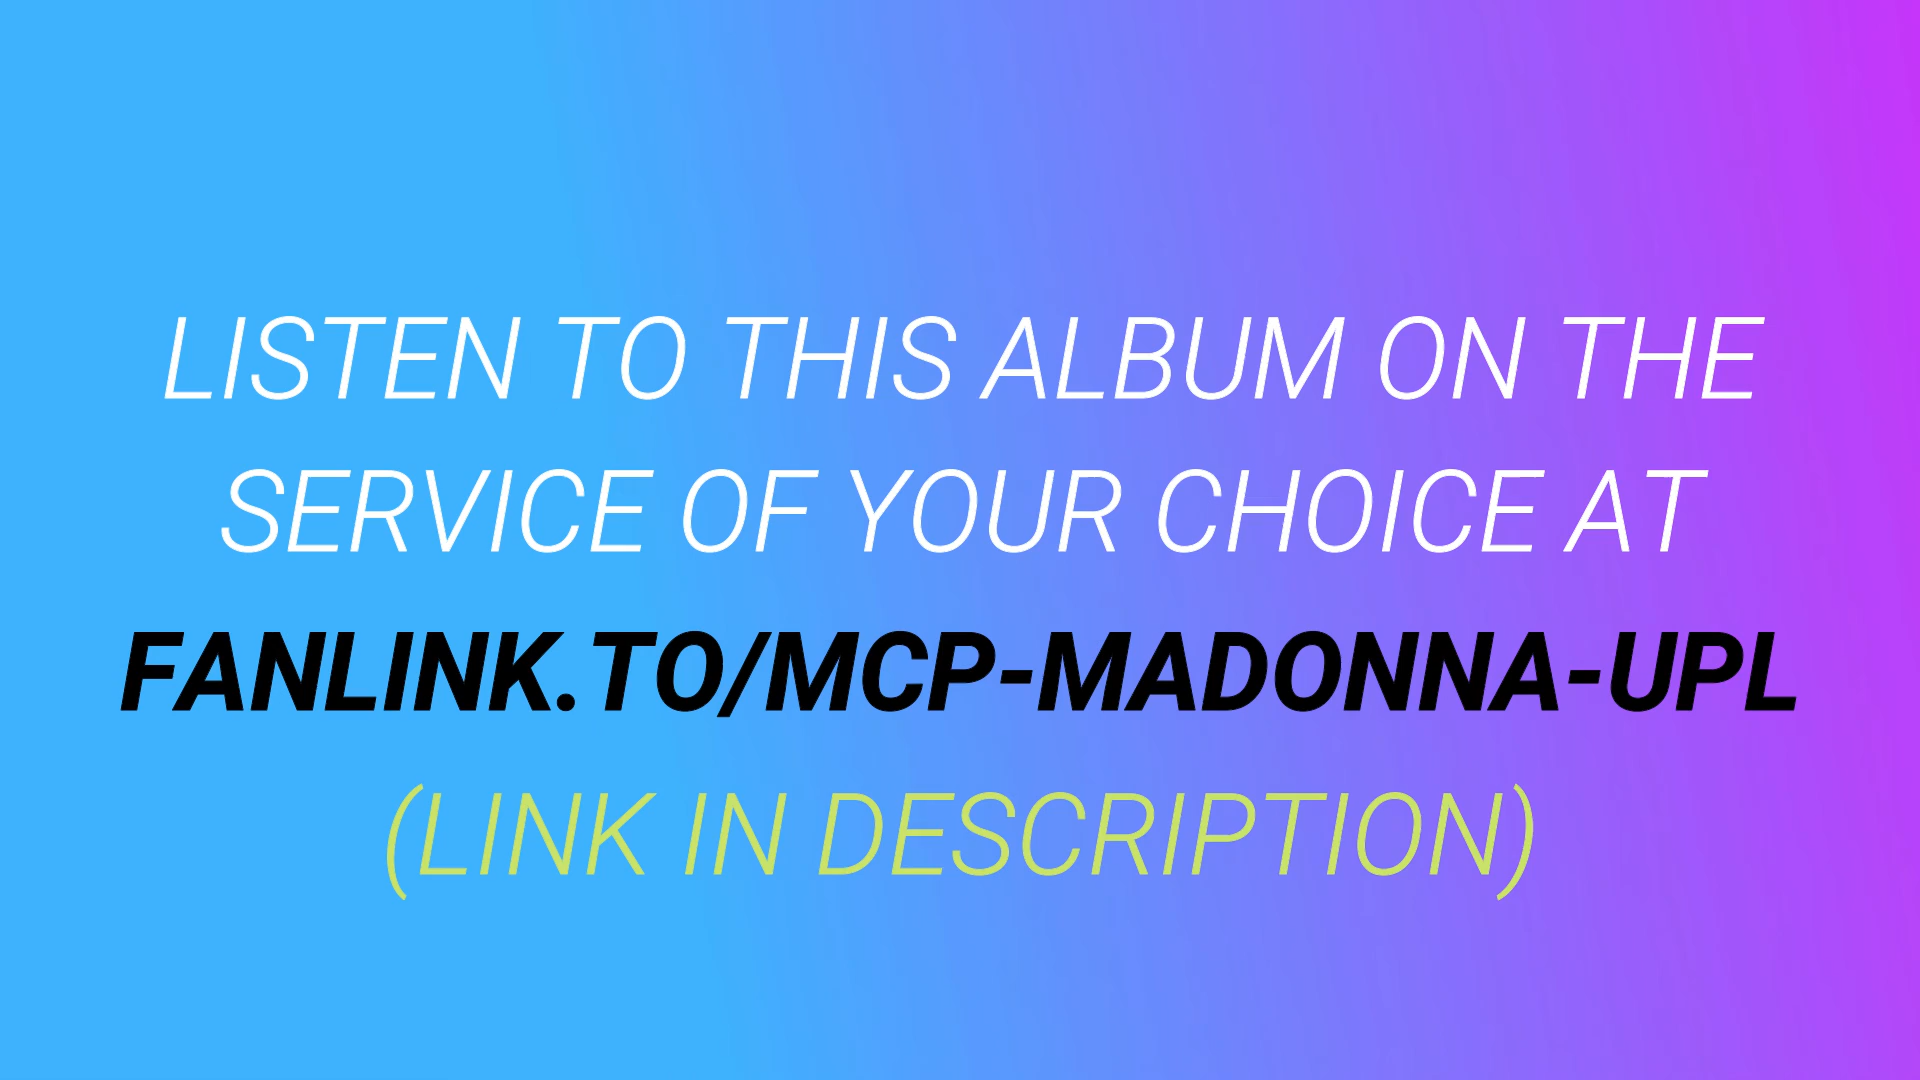 LISTEN TO THIS ALBUM ON THE
SERVICE OF YOUR CHOICE AT
FANLINK.TO/MCP-MADONNA-UPL
(LINK IN DESCRIPTION)